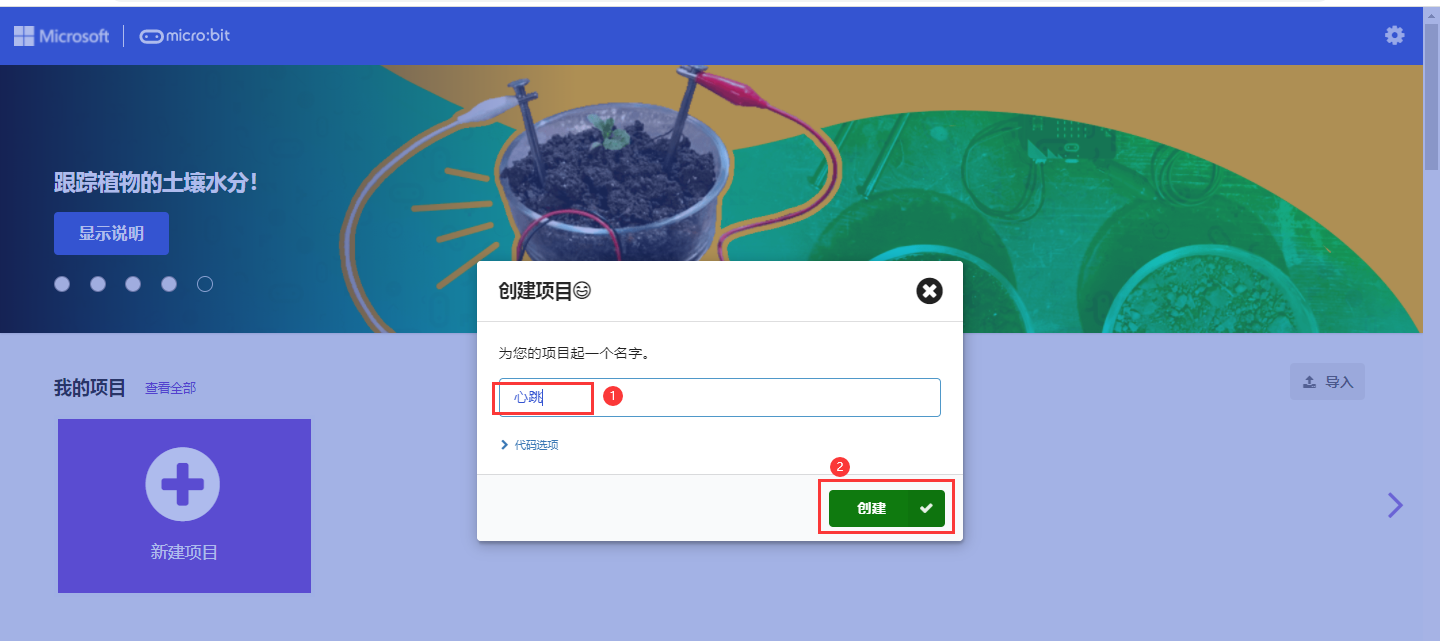 Microsoft micro:bit
跟踪植物的土壤水分！
显示说明
创建项目😃
为您的项目起一个名字。
心跳
1
代码选项
2
创建
我的项目 查看全部
导入
新建项目